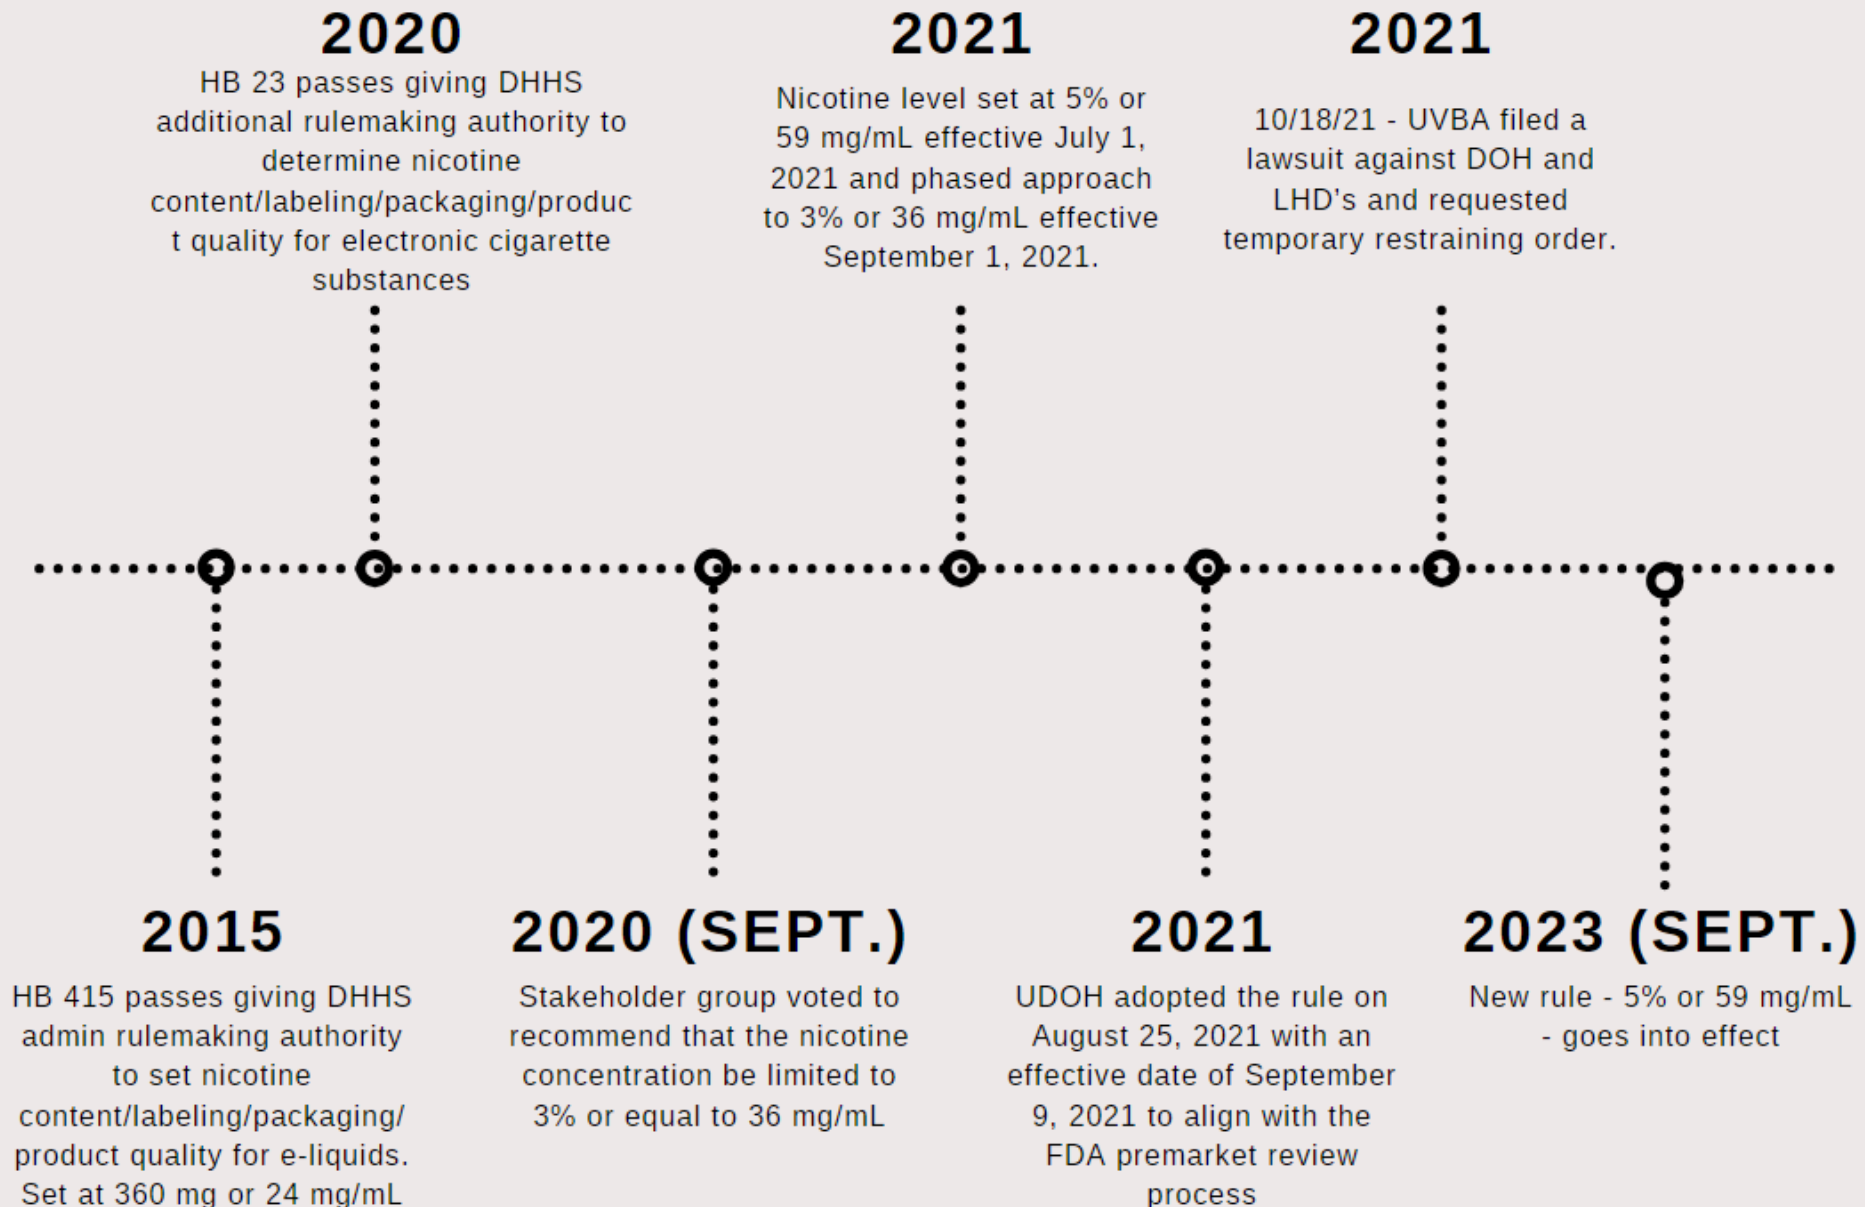 2020
HB 23 passes giving DHHS
additional rulemaking authority to
determine nicotine
content/labeling/packaging/produc
t quality for electronic cigarette
substances
2021
Nicotine level set at 5% or
59 mg/mL effective July 1,
2021 and phased approach
to 3% or 36 mg/mL effective
September 1, 2021.
2021
10/18/21 - UVBA filed a
lawsuit against DOH and
LHD's and requested
temporary restraining order.
2015
HB 415 passes giving DHHS
admin rulemaking authority
to set nicotine
content/labeling/packaging/
product quality for e-liquids.
Set at 360 mg or 24 mg/mL
2020 (SEPT.)
Stakeholder group voted to
recommend that the nicotine
concentration be limited to
3% or equal to 36 mg/mL
2021
UDOH adopted the rule on
August 25, 2021 with an
effective date of September
9, 2021 to align with the
FDA premarket review
process
2023 (SEPT.)
New rule - 5% or 59 mg/mL
- goes into effect